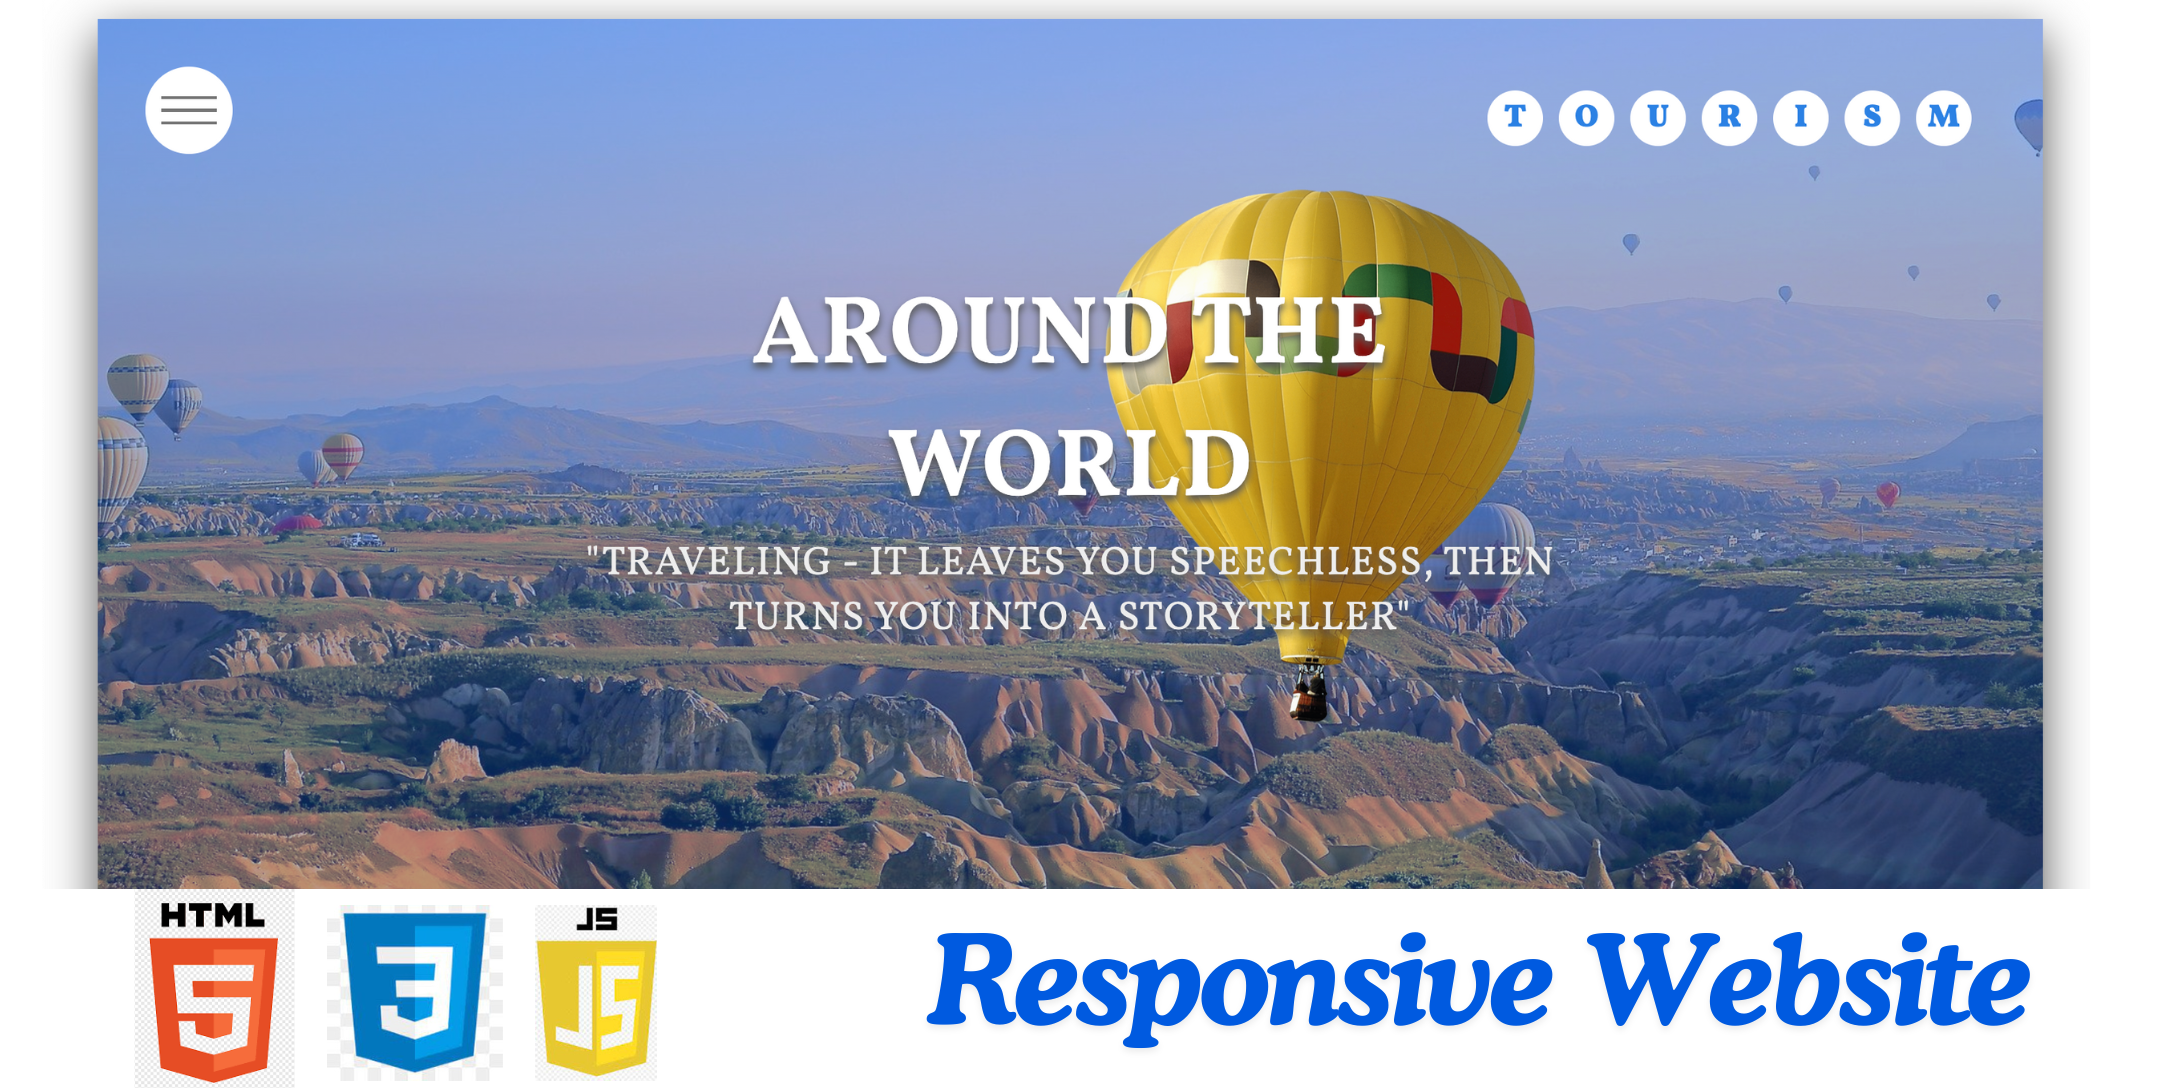 TOURISM
AROUND THE
WORLD
"TRAVELING - IT LEAVES YOU SPEECHLESS, THEN
TURNS YOU INTO A STORYTELLER"
HTML
5
3
JS
JS
Responsive Website